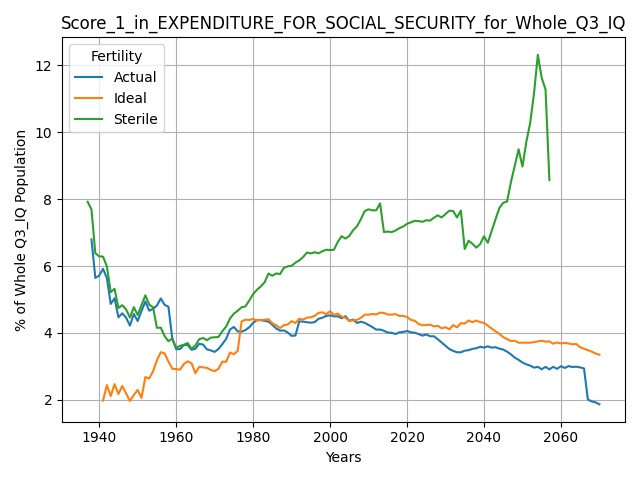 Score_1_in_EXPENDITURE_FOR_SOCIAL_SECURITY_for_Whole_Q3_IQ
Fertility
Actual
Ideal
Sterile
% of Whole Q3_IQ Population
12
10
8
6
4
2
1940 1960 1980 2000 2020 2040 2060
Years